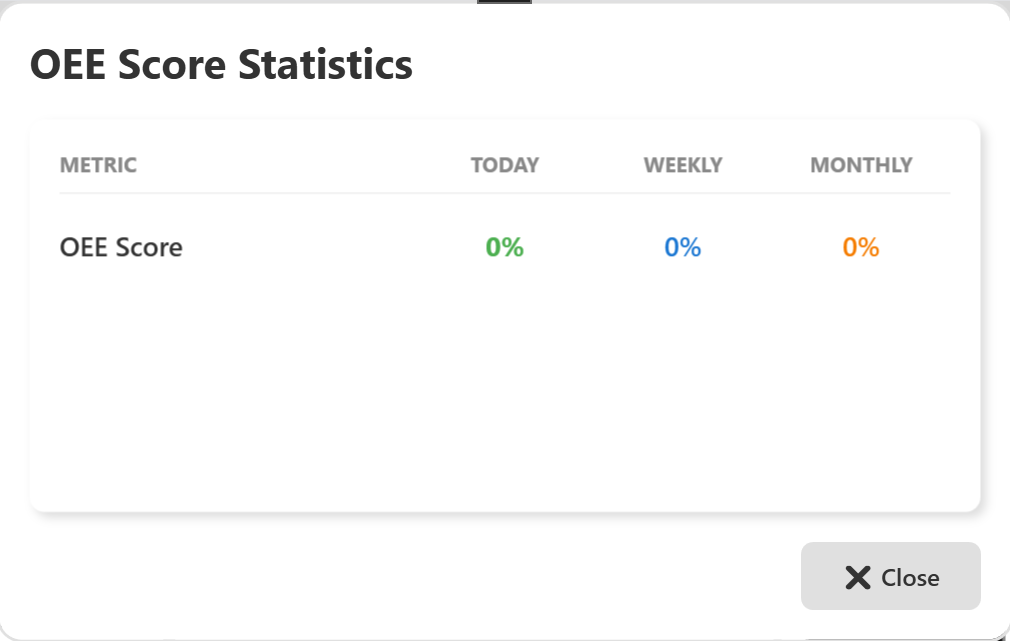 OEE Score Statistics
METRIC TODAY WEEKLY MONTHLY
OEE Score 0% 0% 0%
Close